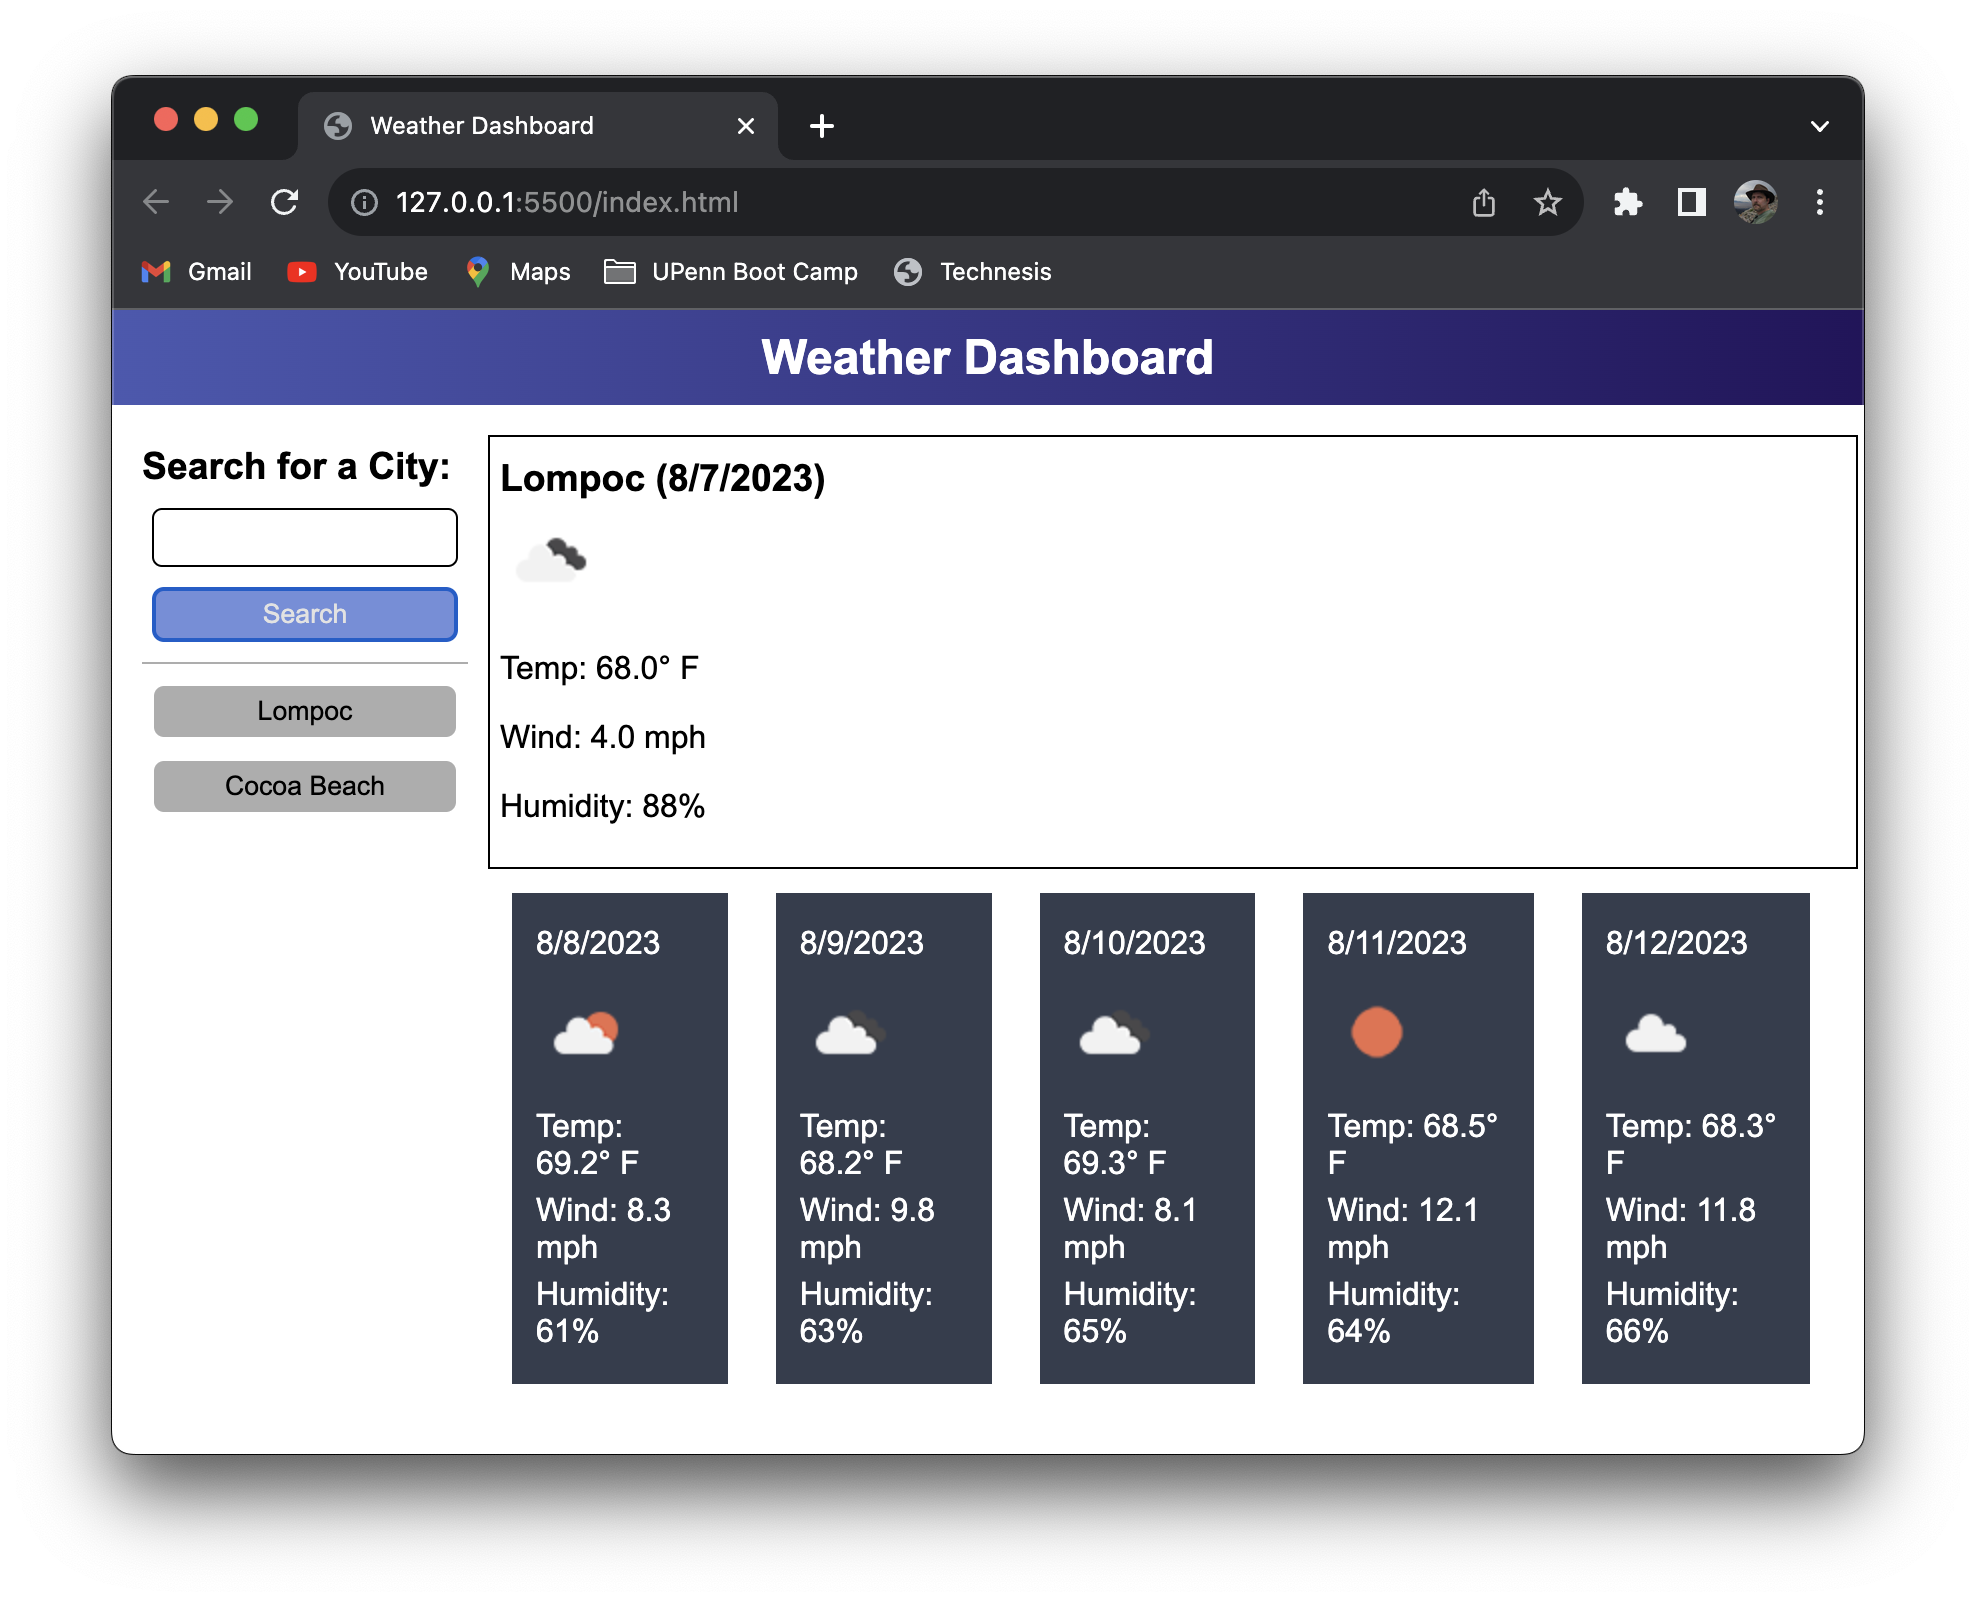 Weather Dashboard
127.0.0.1:5500/index.html
Gmail YouTube Maps UPenn Boot Camp Technesis
Weather Dashboard
Search for a City:
Search
Lompoc
Cocoa Beach
Lompoc (8/7/2023)
Temp: 68.0° F
Wind: 4.0 mph
Humidity: 88%
8/8/2023
Temp:
69.2° F
Wind: 8.3
mph
Humidity:
61%
8/9/2023
Temp:
68.2° F
Wind: 9.8
mph
Humidity:
63%
8/10/2023
Temp:
69.3° F
Wind: 8.1
mph
Humidity:
65%
8/11/2023
Temp: 68.5°
F
Wind: 12.1
mph
Humidity:
64%
8/12/2023
Temp: 68.3°
F
Wind: 11.8
mph
Humidity:
66%